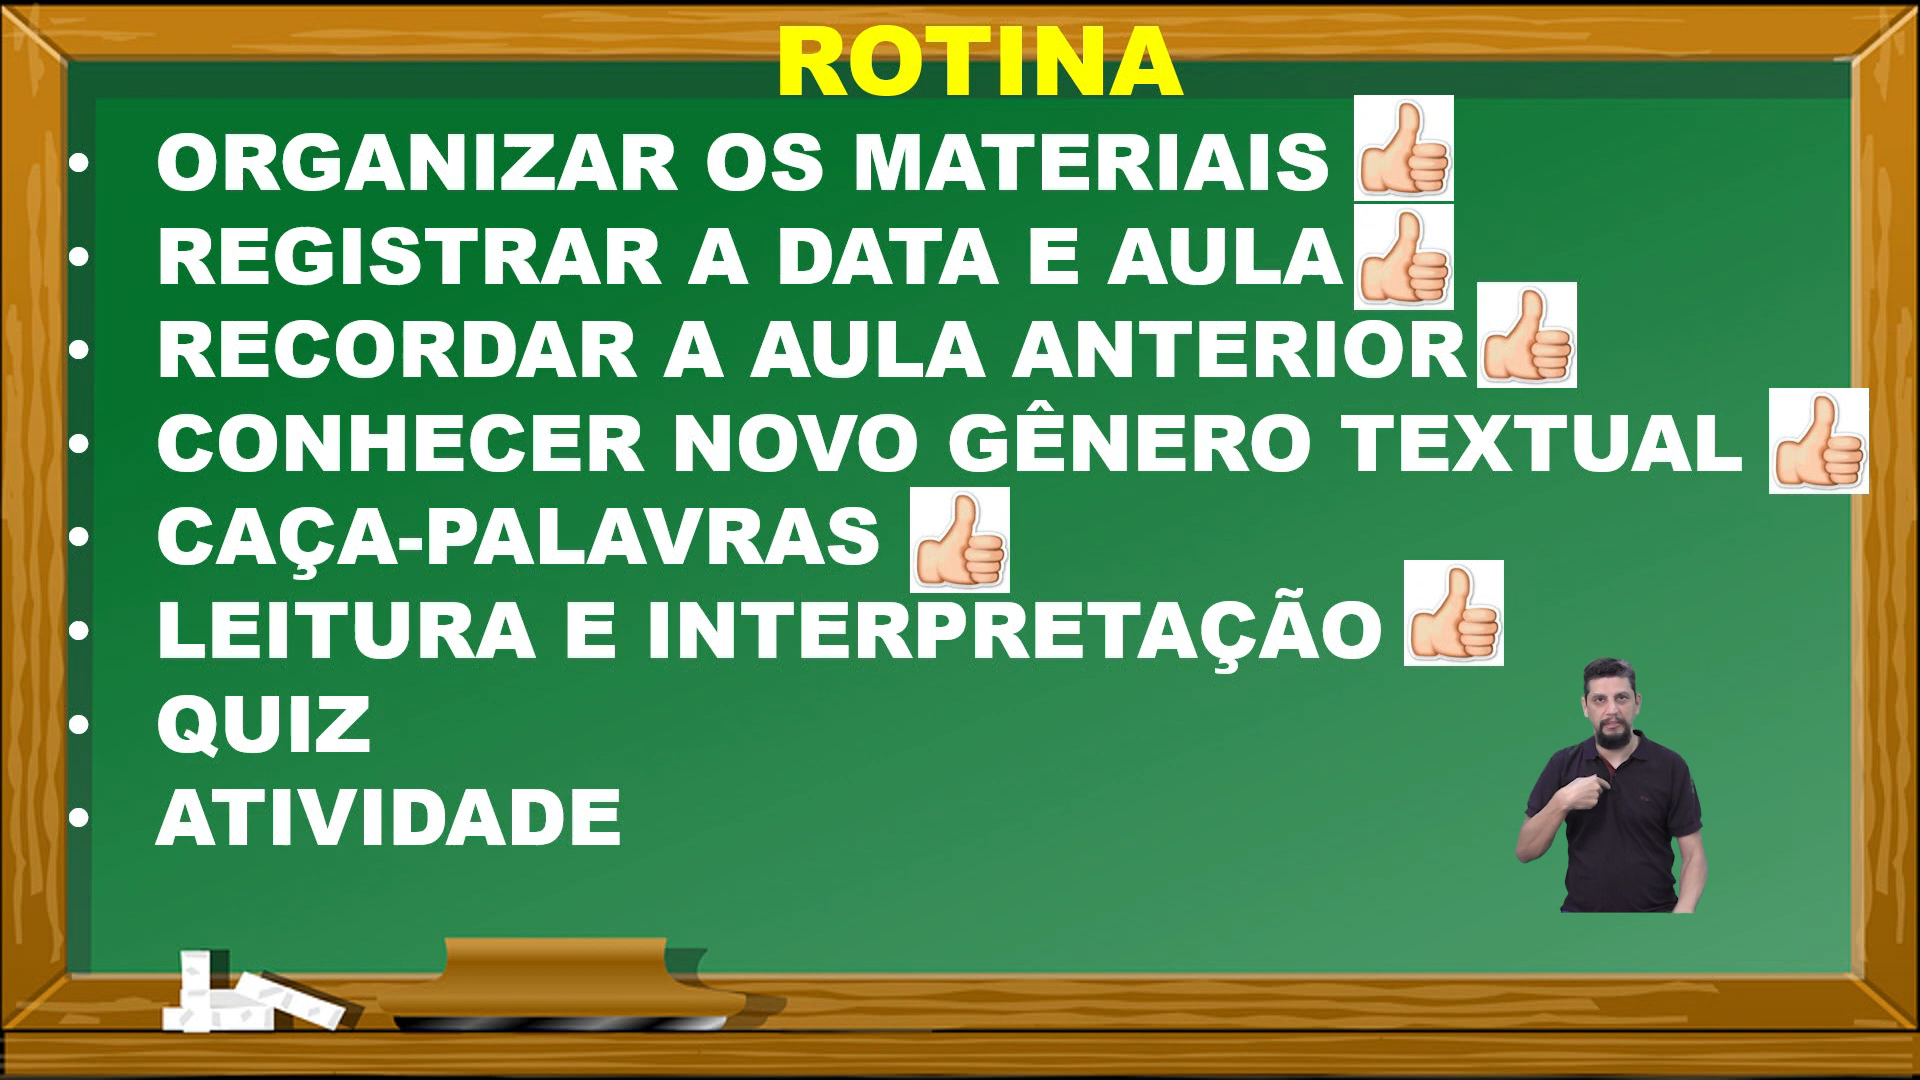 ROTINA
• ORGANIZAR OS MATERIAIS
• REGISTRAR A DATA E AULA
• RECORDAR A AULA ANTERIOR
• CONHECER NOVO GÊNERO TEXTUAL
• CAÇA-PALAVRAS
• LEITURA E INTERPRETAÇÃO
• QUIZ
• ATIVIDADE